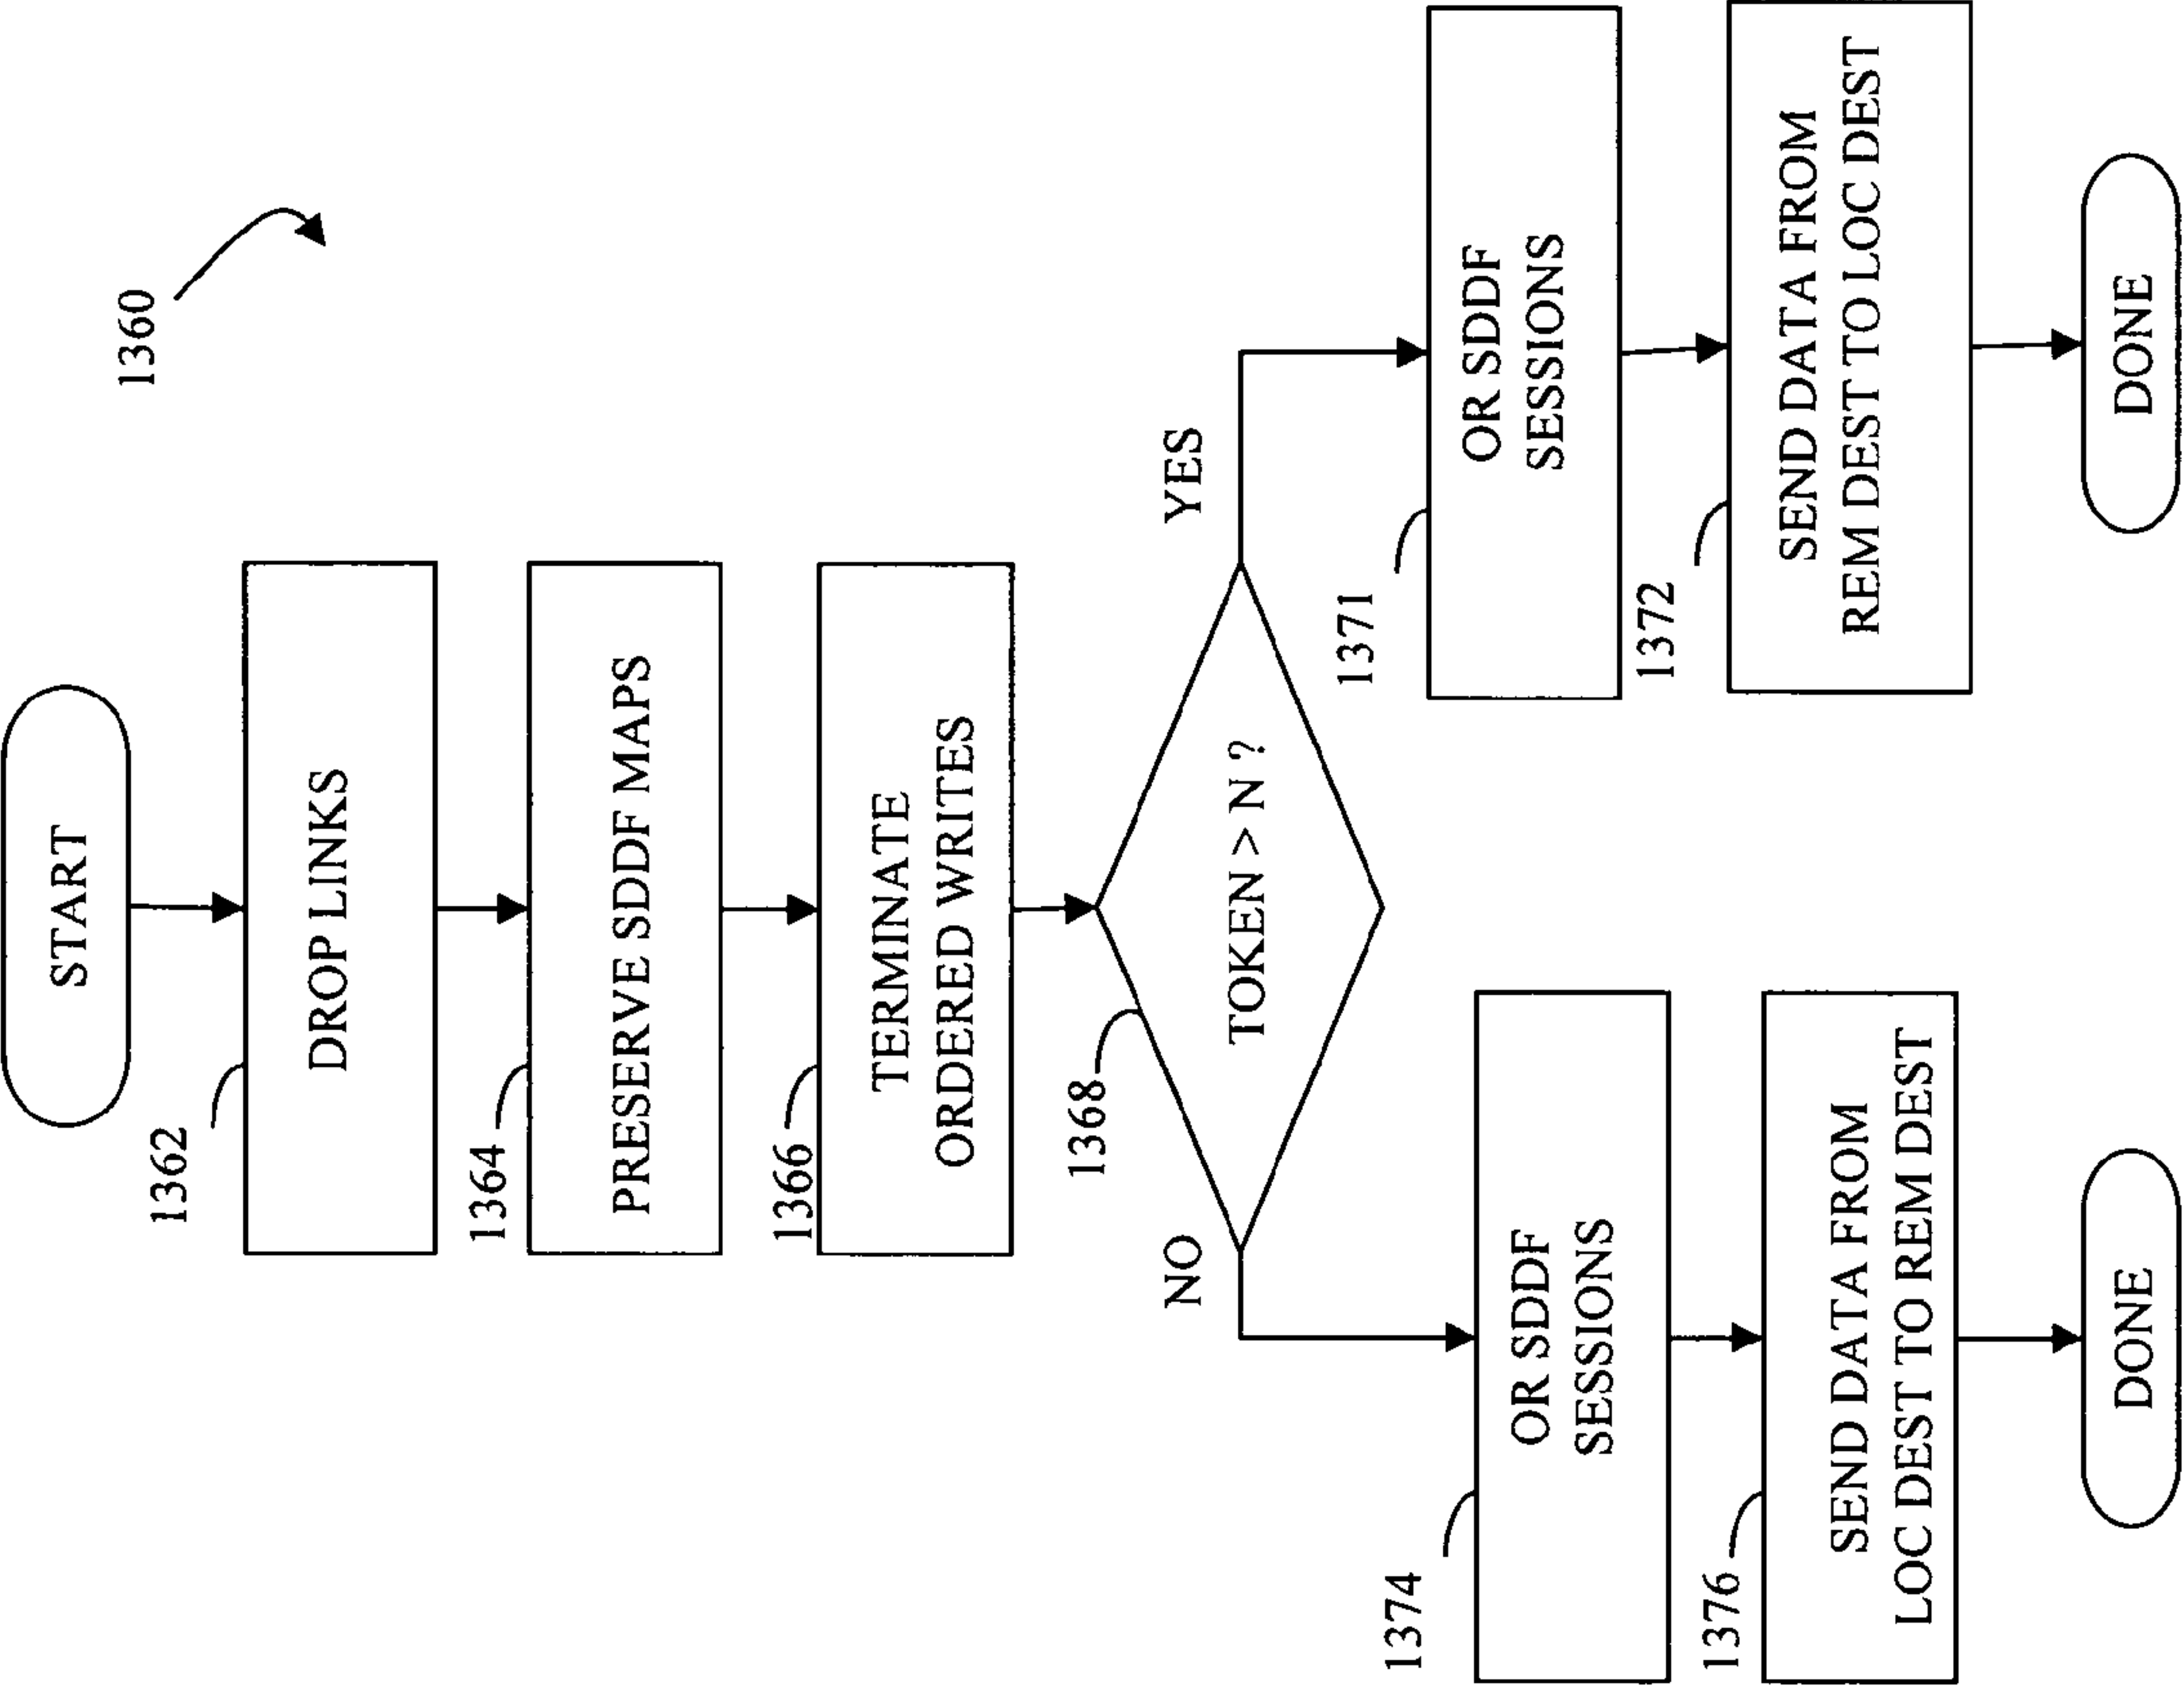 1360
START
1362
DROP LINKS
1364
PRESERVE SDDF MAPS
1366
TERMINATE
ORDERED WRITES
1368
TOKEN > N ?
NO
YES
1374
OR SDDF
SESSIONS
1376
SEND DATA FROM
LOC DEST TO REM DEST
DONE
1371
OR SDDF
SESSIONS
1372
SEND DATA FROM
REM DEST TO LOC DEST
DONE